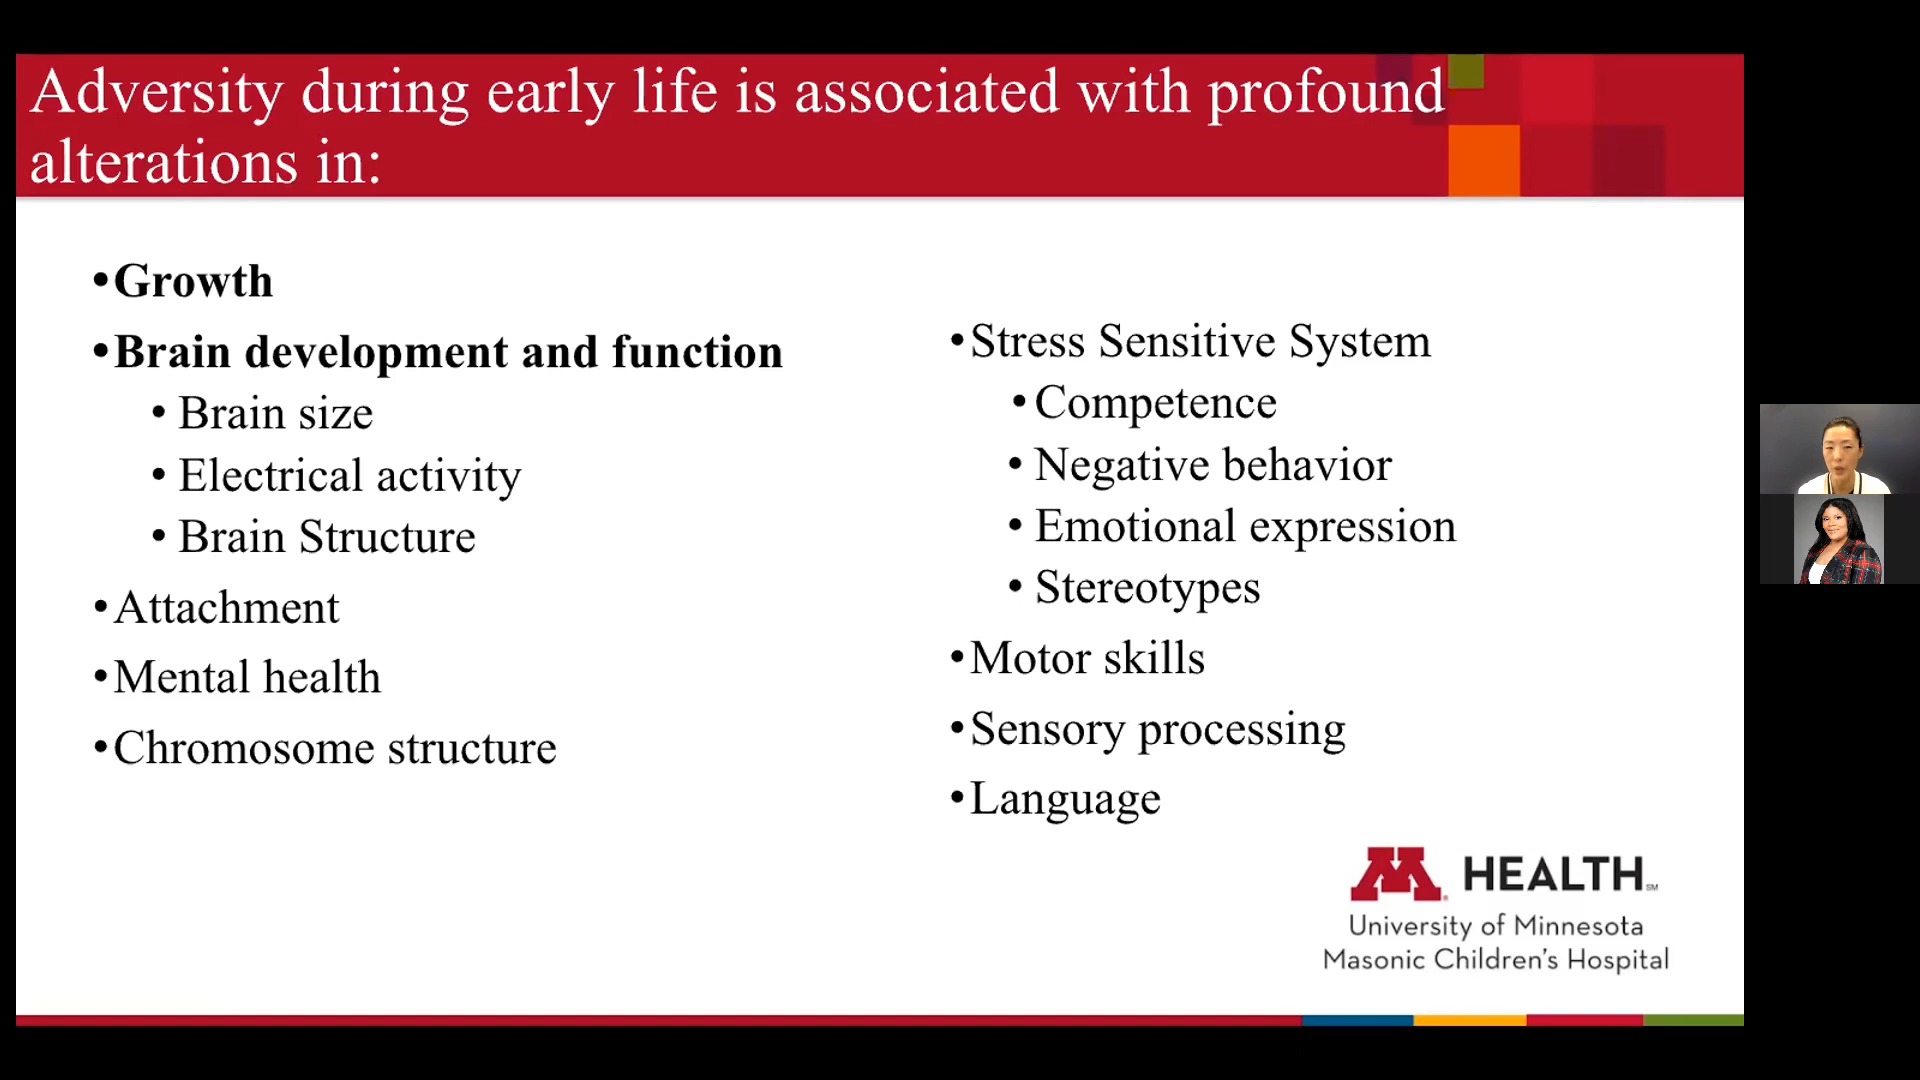 Adversity during early life is associated with profound
alterations in:
•Growth
•Brain development and function
• Brain size
• Electrical activity
• Brain Structure
•Attachment
•Mental health
•Chromosome structure
•Stress Sensitive System
•Competence
• Negative behavior
• Emotional expression
• Stereotypes
•Motor skills
•Sensory processing
•Language
M® HEALTH℠
University of Minnesota
Masonic Children's Hospital